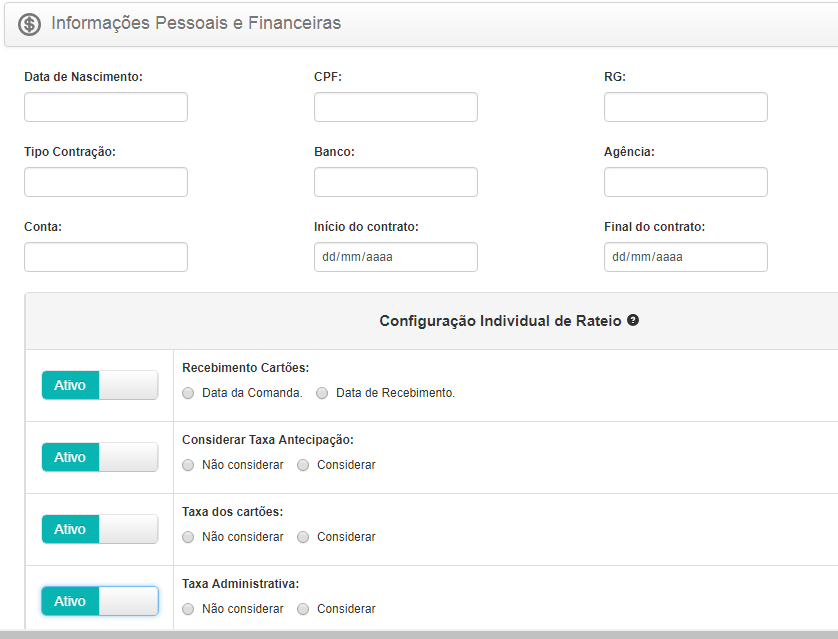 Informações Pessoais e Financeiras
Data de Nascimento: CPF: RG:
Tipo Contração: Banco: Agência:
Conta: Início do contrato: Final do contrato:
dd/mm/aaaa dd/mm/aaaa
Configuração Individual de Rateio
Recebimento Cartões:
Ativo Data da Comanda. Data de Recebimento.
Considerar Taxa Antecipação:
Ativo Não considerar Considerar
Taxa dos cartões:
Ativo Não considerar Considerar
Taxa Administrativa:
Ativo Não considerar Considerar